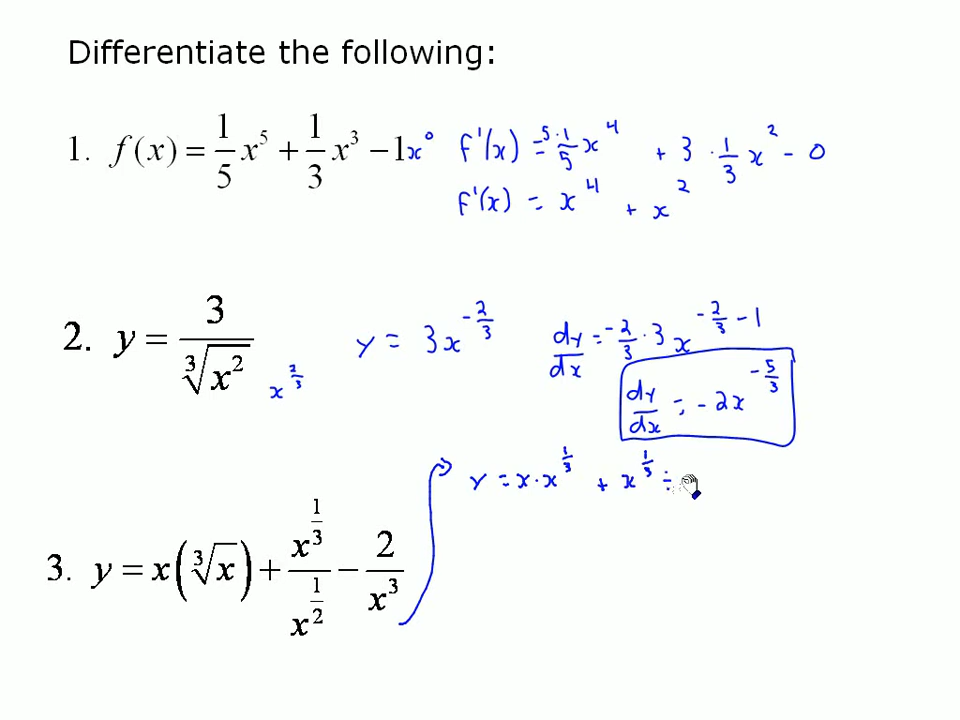 Differentiate the following:
1. f(x) = 1/5 x^5 + 1/3 x^3 − 1x^0   f'(x) = 5·1/5 x^4 + 3·1/3 x^2 − 0
f'(x) = x^4 + x^2
2. y = 3/∛(x^2)   x^(2/3)   y = 3x^(-2/3)   dy/dx = -2/3·3x^(-2/3 - 1)
dy/dx = -2x^(-5/3)
y = x·x^(1/3) + x^(1/3) ÷
3. y = x(∛x) + x^(1/3)/x^(1/2) − 2/x^3